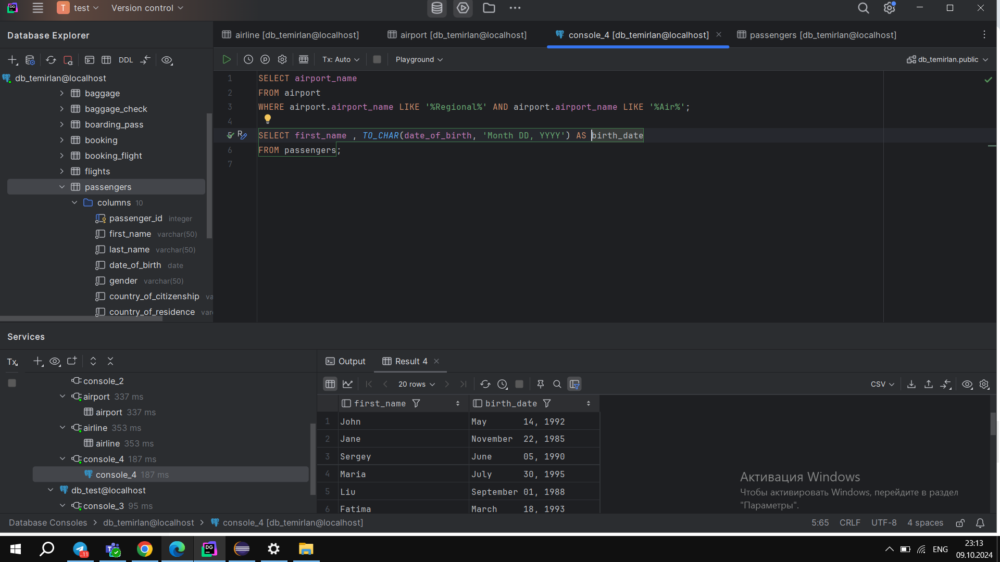 T test Version control
Database Explorer
airline [db_temirlan@localhost] airport [db_temirlan@localhost] console_4 [db_temirlan@localhost] passengers [db_temirlan@localhost]
DDL
Tx: Auto Playground db_temirlan.public
db_temirlan@localhost
baggage
baggage_check
boarding_pass
booking
booking_flight
flights
passengers
columns 10
passenger_id integer
first_name varchar(50)
last_name varchar(50)
date_of_birth date
gender varchar(50)
country_of_citizenship va
country_of_residence var
1 SELECT airport_name
2 FROM airport
3 WHERE airport.airport_name LIKE '%Regional%' AND airport.airport_name LIKE '%Air%';
4
5 SELECT first_name , TO_CHAR(date_of_birth, 'Month DD, YYYY') AS birth_date
6 FROM passengers;
7
Services
Tx
console_2
airport 337 ms
airport 337 ms
airline 353 ms
airline 353 ms
console_4 187 ms
console_4 187 ms
db_test@localhost
console_3 95 ms
Output Result 4
20 rows CSV
first_name birth_date
1 John May 14, 1992
2 Jane November 22, 1985
3 Sergey June 05, 1990
4 Maria July 30, 1995
5 Liu September 01, 1988
6 Fatima March 18, 1993
Активация Windows
Чтобы активировать Windows, перейдите в раздел
"Параметры".
Database Consoles > db_temirlan@localhost > console_4 [db_temirlan@localhost] 5:65 CRLF UTF-8 4 spaces
DG
11
ENG
23:13
09.10.2024